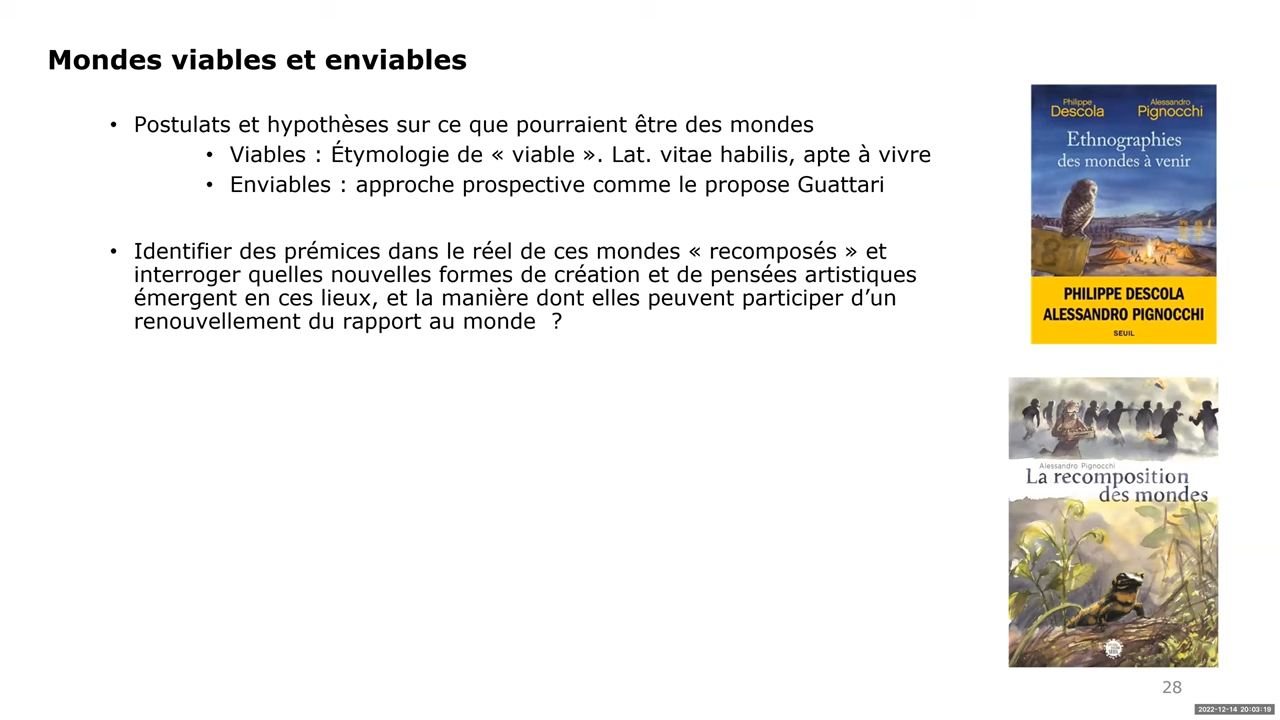 Mondes viables et enviables
• Postulats et hypothèses sur ce que pourraient être des mondes
• Viables : Étymologie de « viable ». Lat. vitae habilis, apte à vivre
• Enviables : approche prospective comme le propose Guattari
• Identifier des prémices dans le réel de ces mondes « recomposés » et
interroger quelles nouvelles formes de création et de pensées artistiques
émergent en ces lieux, et la manière dont elles peuvent participer d’un
renouvellement du rapport au monde  ?
Philippe Descola
Alessandro Pignocchi
Ethnographies
des mondes à venir
PHILIPPE DESCOLA
ALESSANDRO PIGNOCCHI
SEUIL
Alessandro Pignocchi
La recomposition
des mondes
SEUIL
28
2022-12-14 20:03:19